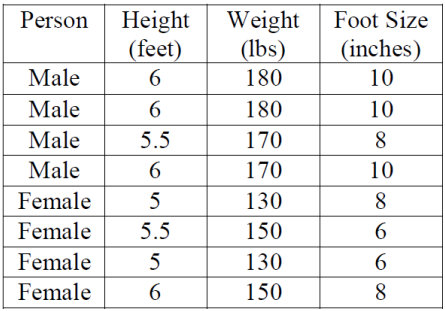 Person Height Weight Foot Size
(feet) (lbs) (inches)
Male 6 180 10
Male 6 180 10
Male 5.5 170 8
Male 6 170 10
Female 5 130 8
Female 5.5 150 6
Female 5 130 6
Female 6 150 8